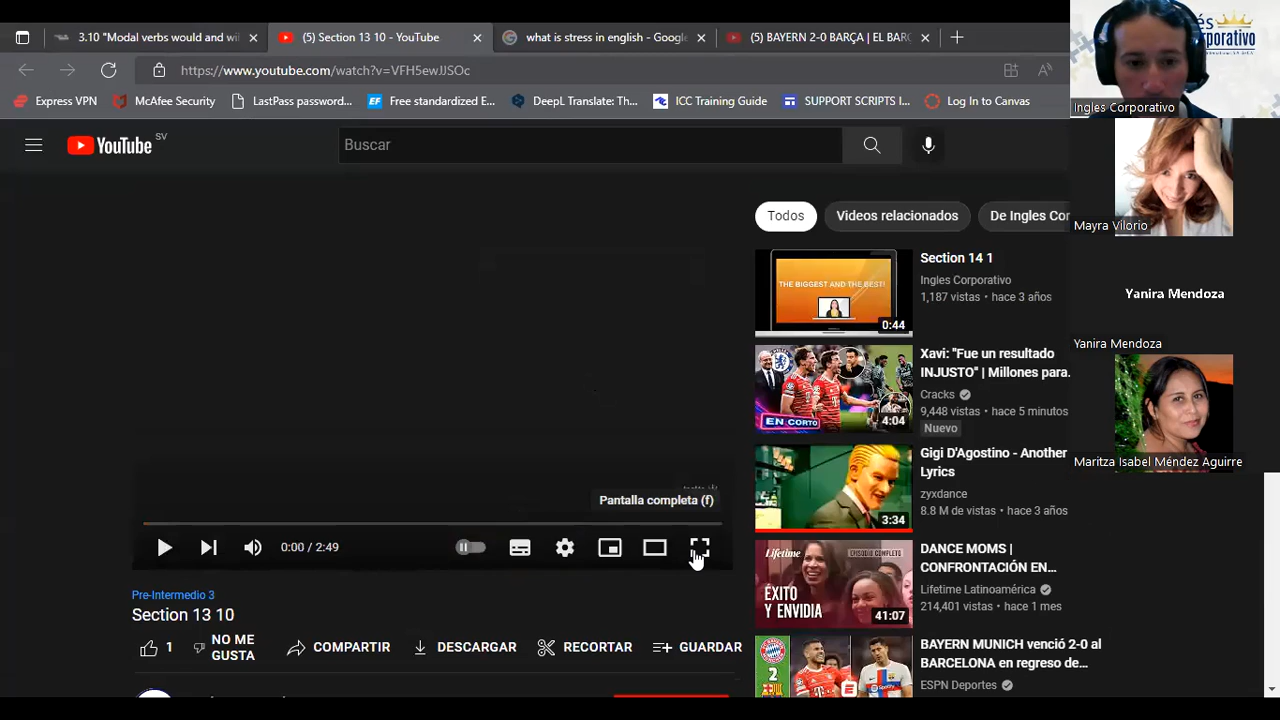 3.10 "Modal verbs would and wil
(5) Section 13 10 - YouTube
what is stress in english - Google
(5) BAYERN 2-0 BARÇA | EL BAR
https://www.youtube.com/watch?v=VFH5ewJJSOc
Express VPN
McAfee Security
LastPass password...
Free standardized E...
DeepL Translate: Th...
ICC Training Guide
SUPPORT SCRIPTS I...
Log In to Canvas
YouTube SV
Buscar
Todos
Videos relacionados
De Ingles Cor
THE BIGGEST AND THE BEST!
0:44
Section 14 1
Ingles Corporativo
1,187 vistas • hace 3 años
EN CORTO
4:04
Xavi: "Fue un resultado
INJUSTO" | Millones para
Cracks
9,448 vistas • hace 5 minutos
Nuevo
3:34
Gigi D'Agostino - Another
Lyrics
zyxdance
8.8 M de vistas • hace 3 años
Lifetime
EPISODIO COMPLETO
ÉXITO
Y ENVIDIA
41:07
DANCE MOMS |
CONFRONTACIÓN EN...
Lifetime Latinoamérica
214,401 vistas • hace 1 mes
2
BAYERN MUNICH venció 2-0 al
BARCELONA en regreso de...
ESPN Deportes
Pantalla completa (f)
0:00 / 2:49
Pre-Intermedio 3
Section 13 10
1
NO ME
GUSTA
COMPARTIR
DESCARGAR
RECORTAR
GUARDAR
és
rporativo
Ingles Corporativo
Mayra Vilorio
Yanira Mendoza
Yanira Mendoza
Maritza Isabel Méndez Aguirre